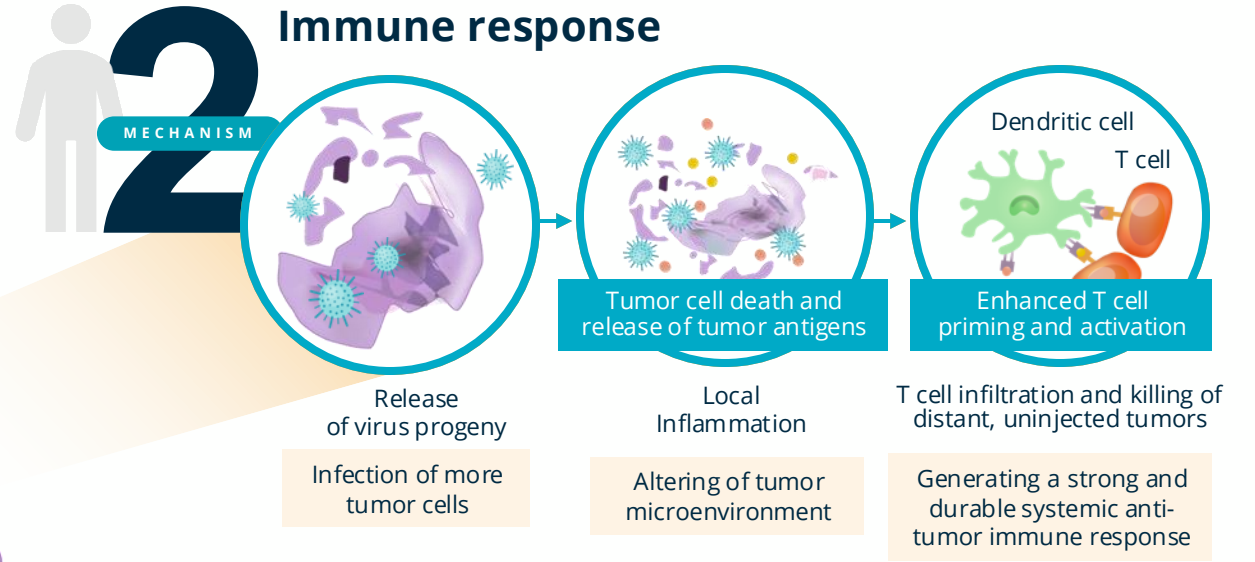 2
Immune response
MECHANISM
Dendritic cell
T cell
Tumor cell death and
release of tumor antigens
Enhanced T cell
priming and activation
Release
of virus progeny
Local
Inflammation
T cell infiltration and killing of
distant, uninjected tumors
Infection of more
tumor cells
Altering of tumor
microenvironment
Generating a strong and
durable systemic anti-
tumor immune response